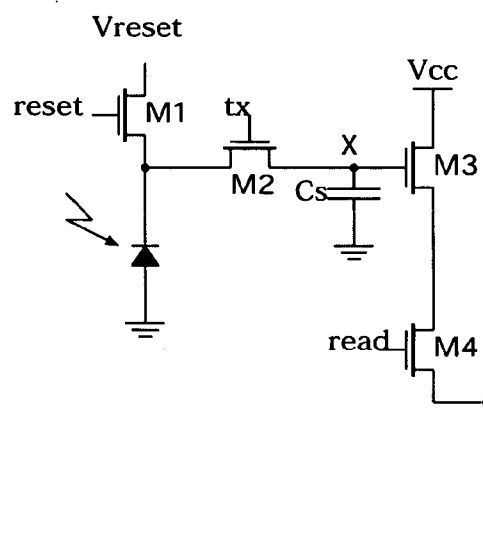 Vreset
Vcc
reset
M1
tx
X
M3
M2
Cs
read
M4